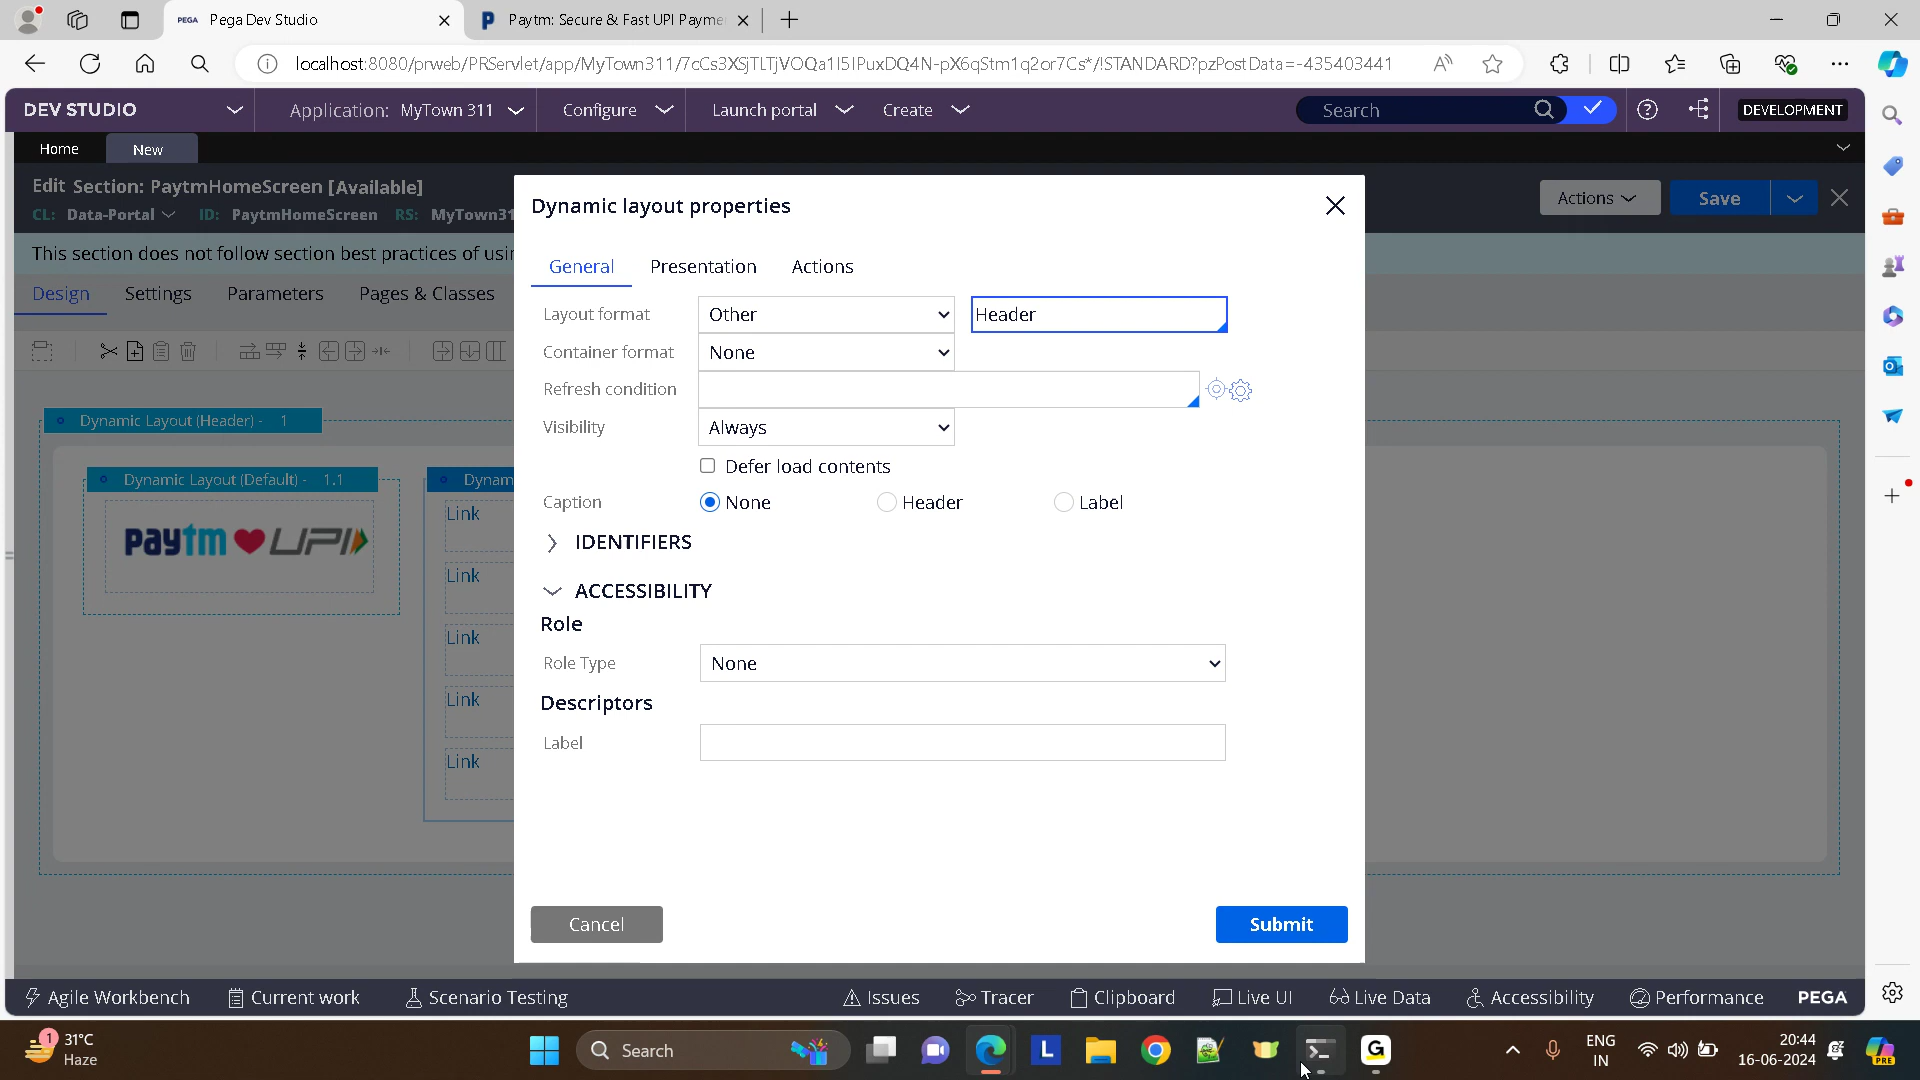 Pega Dev Studio
Paytm: Secure & Fast UPI Payme
localhost:8080/prweb/PRServlet/app/MyTown311/7cCs3XSjTLTjVOQa1I5IPuxDQ4N-pX6qStm1q2or7Cs*/!STANDARD?pzPostData=-435403441
DEV STUDIO
Application: MyTown 311
Configure
Launch portal
Create
Search
DEVELOPMENT
Home
New
Edit Section: PaytmHomeScreen [Available]
CL: Data-Portal ID: PaytmHomeScreen RS: MyTown31
Actions
Save
This section does not follow section best practices of usi
Design
Settings
Parameters
Pages & Classes
Dynamic Layout (Header) - 1
Dynamic Layout (Default) - 1.1
Dynam
paytm UPI
Link
Link
Link
Link
Link
Dynamic layout properties
General
Presentation
Actions
Layout format Other Header
Container format None
Refresh condition
Visibility Always
Defer load contents
Caption None Header Label
IDENTIFIERS
ACCESSIBILITY
Role
Role Type None
Descriptors
Label
Cancel
Submit
Agile Workbench
Current work
Scenario Testing
Issues
Tracer
Clipboard
Live UI
Live Data
Accessibility
Performance
PEGA
1
31°C
Haze
Search
L
G
ENG
IN
20:44
16-06-2024
PRE